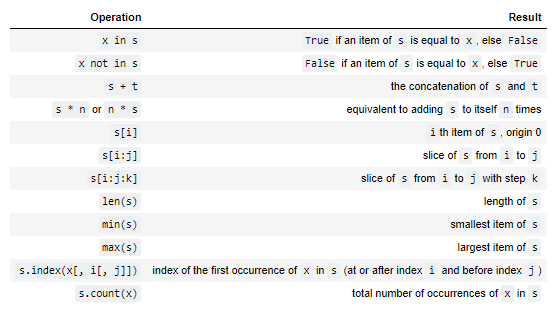 Operation Result
x in s True if an item of s is equal to x , else False
x not in s False if an item of s is equal to x , else True
s + t the concatenation of s and t
s * n or n * s equivalent to adding s to itself n times
s[i] i th item of s , origin 0
s[i:j] slice of s from i to j
s[i:j:k] slice of s from i to j with step k
len(s) length of s
min(s) smallest item of s
max(s) largest item of s
s.index(x[, i[, j]]) index of the first occurrence of x in s (at or after index i and before index j )
s.count(x) total number of occurrences of x in s